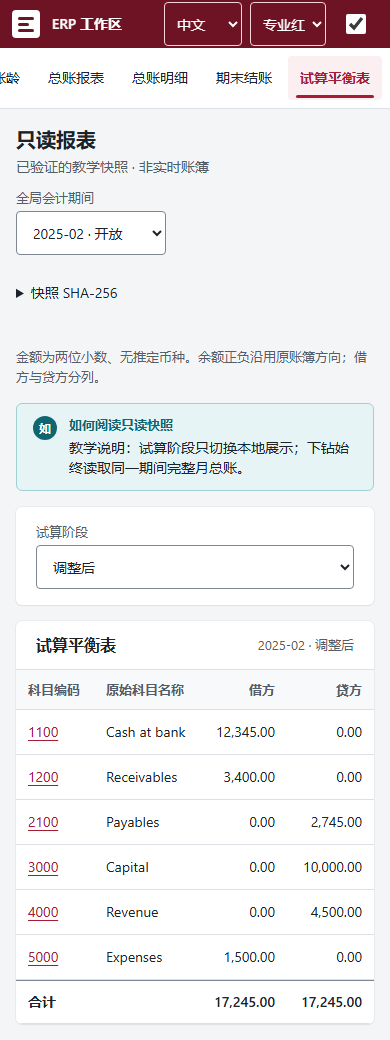 ERP 工作区 中文 专业红
账龄 总账报表 总账明细 期末结账 试算平衡表
只读报表
已验证的教学快照 · 非实时账簿
全局会计期间
2025-02 · 开放
快照 SHA-256
金额为两位小数、无推定币种。余额正负沿用原账簿方向；借
方与贷方分列。
如 如何阅读只读快照
教学说明：试算阶段只切换本地展示；下钻始
终读取同一期间完整月总账。
试算阶段
调整后
试算平衡表 2025-02 · 调整后
科目编码 原始科目名称 借方 贷方
1100 Cash at bank 12,345.00 0.00
1200 Receivables 3,400.00 0.00
2100 Payables 0.00 2,745.00
3000 Capital 0.00 10,000.00
4000 Revenue 0.00 4,500.00
5000 Expenses 1,500.00 0.00
合计 17,245.00 17,245.00